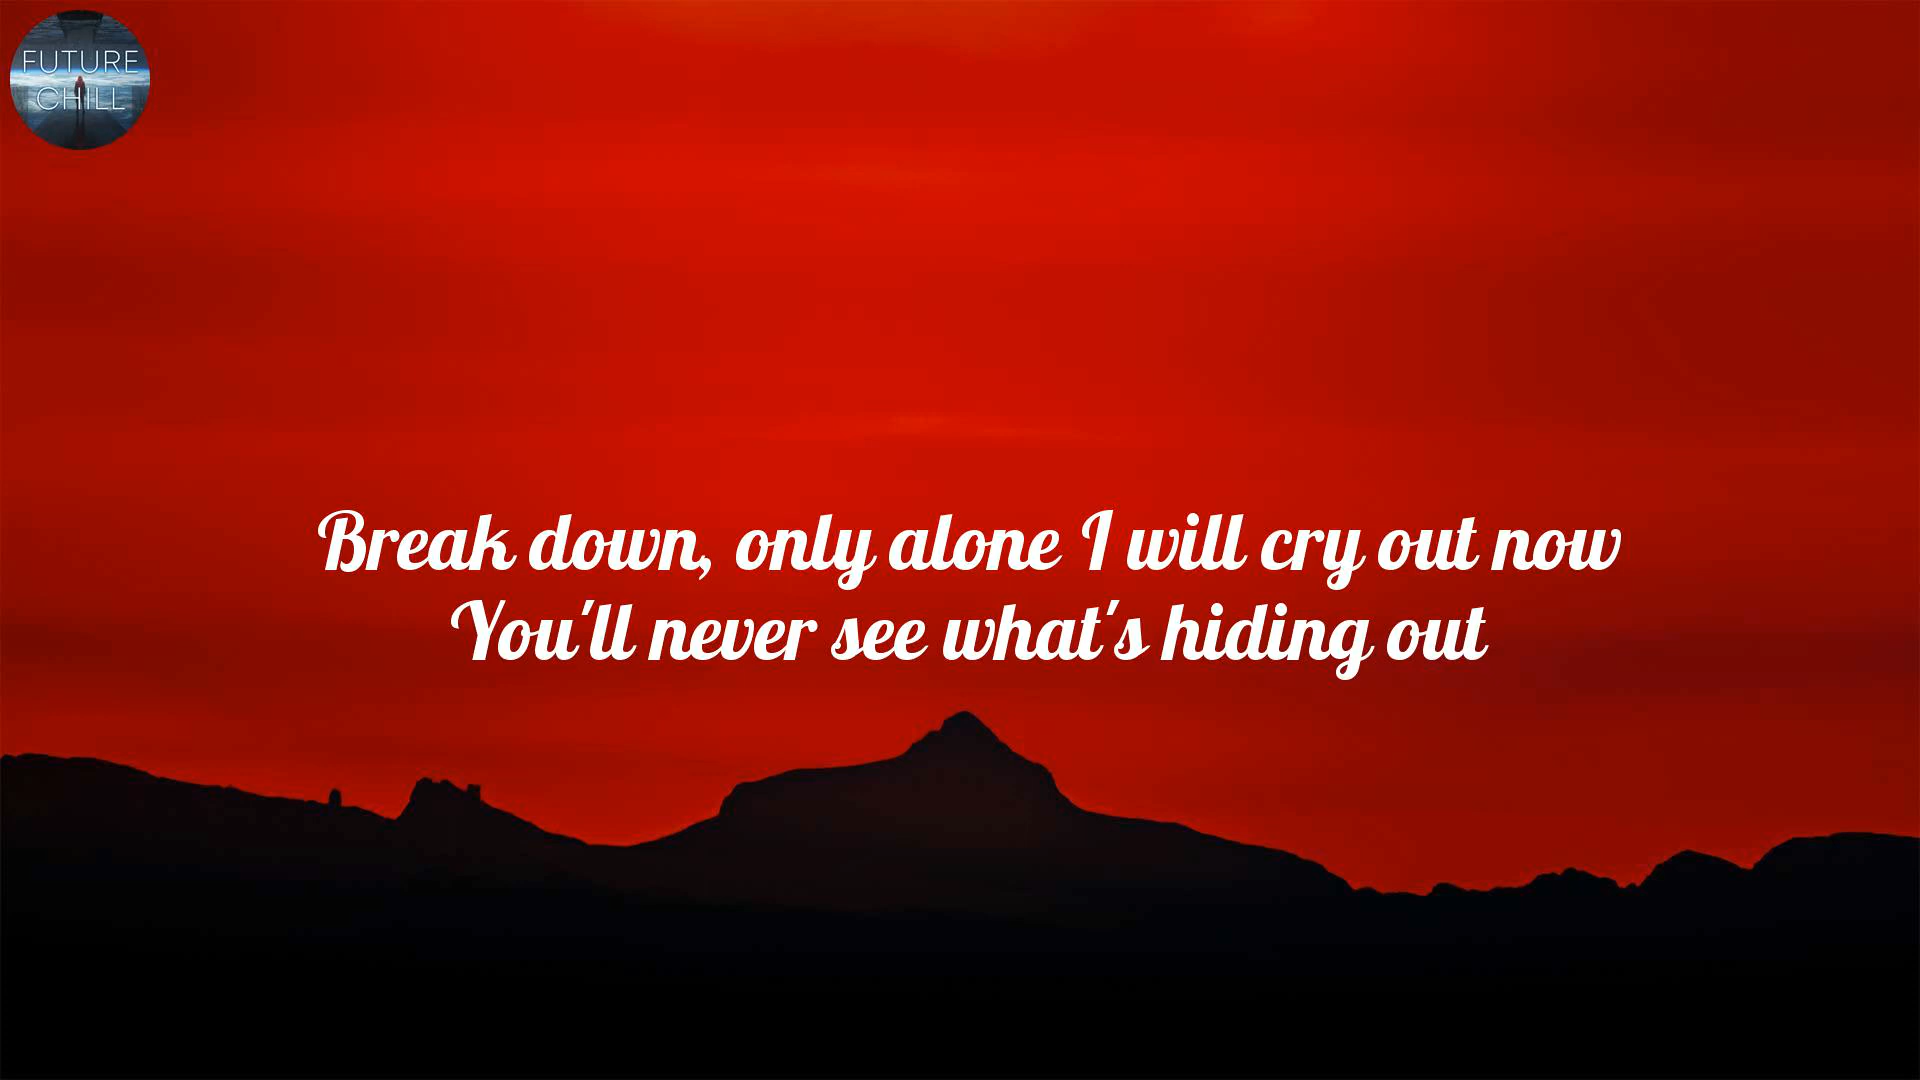 FUTURE
CHILL
Break down, only alone I will cry out now
You'll never see what's hiding out